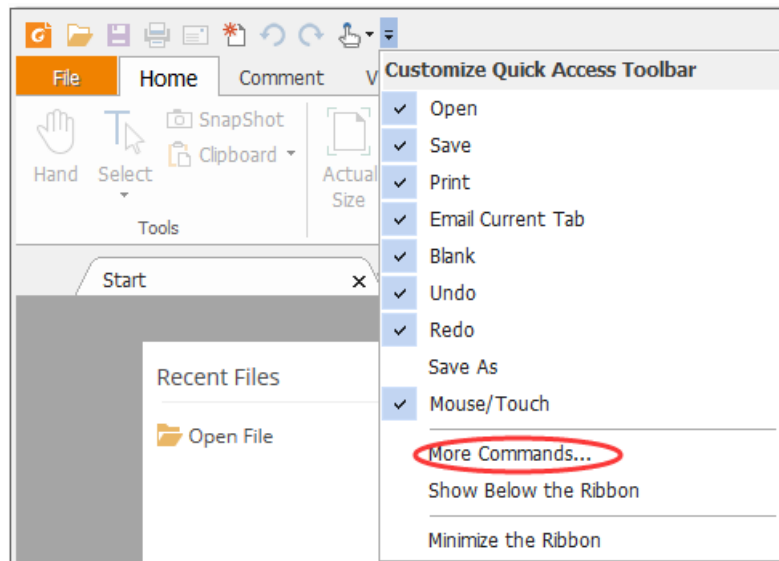 File
Home
Comment
V
Hand
Select
SnapShot
Clipboard
Actual
Size
Tools
Start
Recent Files
Open File
Customize Quick Access Toolbar
Open
Save
Print
Email Current Tab
Blank
Undo
Redo
Save As
Mouse/Touch
More Commands...
Show Below the Ribbon
Minimize the Ribbon